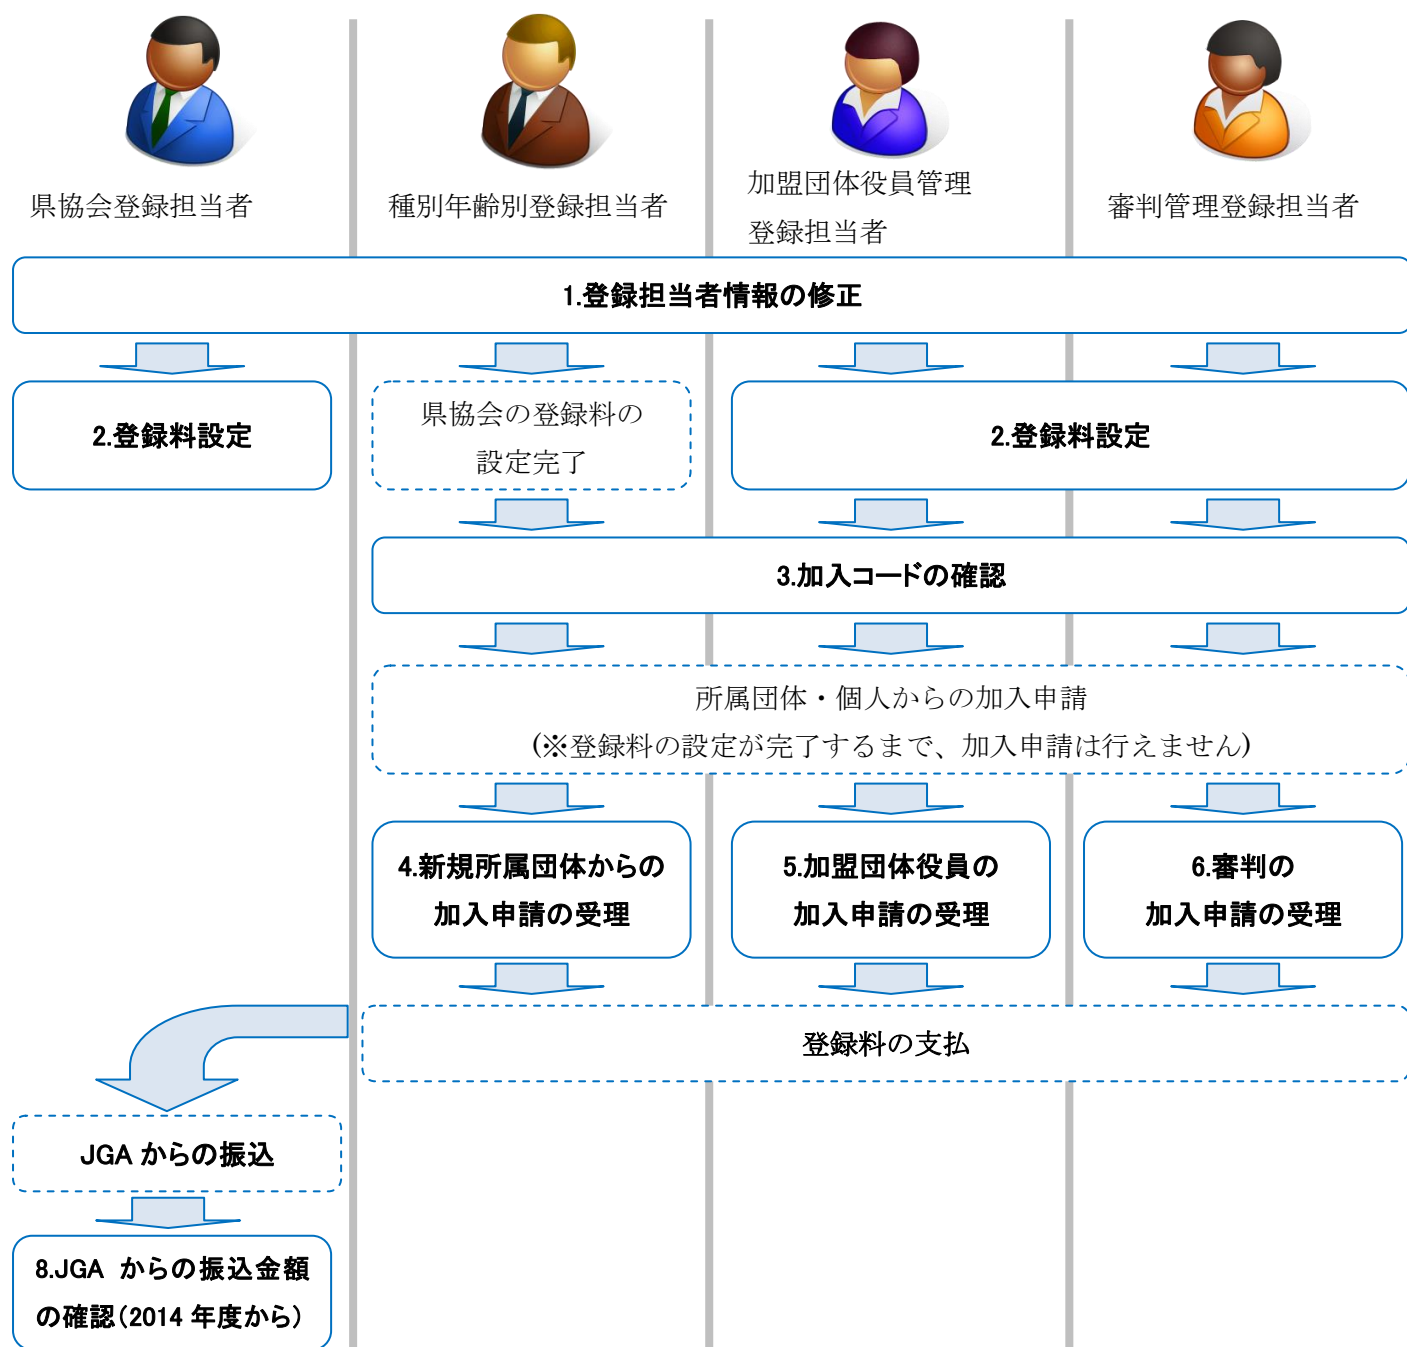 県協会登録担当者
種別年齢別登録担当者
加盟団体役員管理
登録担当者
審判管理登録担当者
1.登録担当者情報の修正
2.登録料設定
県協会の登録料の
設定完了
2.登録料設定
3.加入コードの確認
所属団体・個人からの加入申請
(※登録料の設定が完了するまで、加入申請は行えません)
4.新規所属団体からの
加入申請の受理
5.加盟団体役員の
加入申請の受理
6.審判の
加入申請の受理
登録料の支払
JGA からの振込
8.JGA からの振込金額
の確認(2014 年度から)